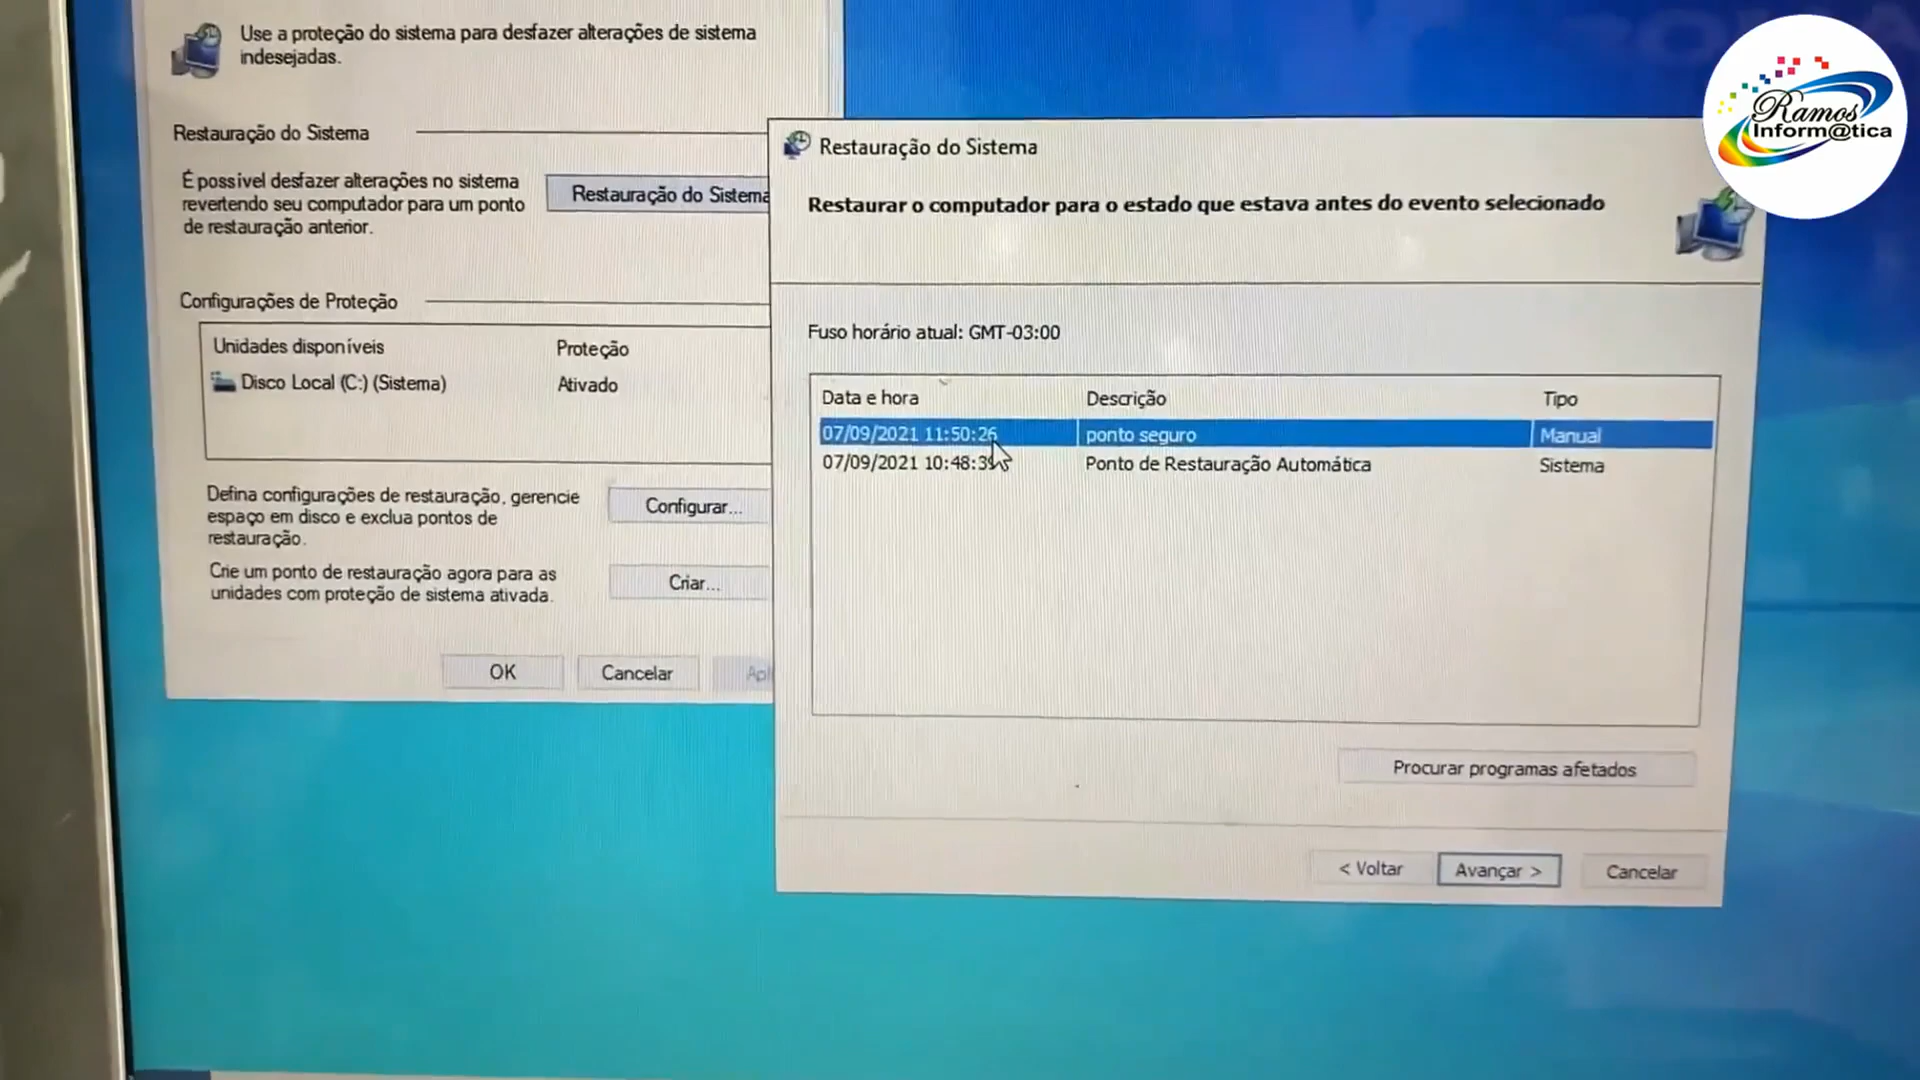 Use a proteção do sistema para desfazer alterações de sistema
indesejadas.
Restauração do Sistema
É possível desfazer alterações no sistema
revertendo seu computador para um ponto
de restauração anterior.
Restauração do Sistema
Configurações de Proteção
Unidades disponíveis Proteção
Disco Local (C:) (Sistema) Ativado
Defina configurações de restauração, gerencie
espaço em disco e exclua pontos de
restauração.
Configurar...
Crie um ponto de restauração agora para as
unidades com proteção de sistema ativada.
Criar...
OK Cancelar
Restauração do Sistema
Restaurar o computador para o estado que estava antes do evento selecionado
Fuso horário atual: GMT-03:00
Data e hora Descrição Tipo
07/09/2021 11:50:26 ponto seguro Manual
07/09/2021 Ponto de Restauração Automática Sistema
Procurar programas afetados
< Voltar Avançar > Cancelar
Ramos
Inform@tica